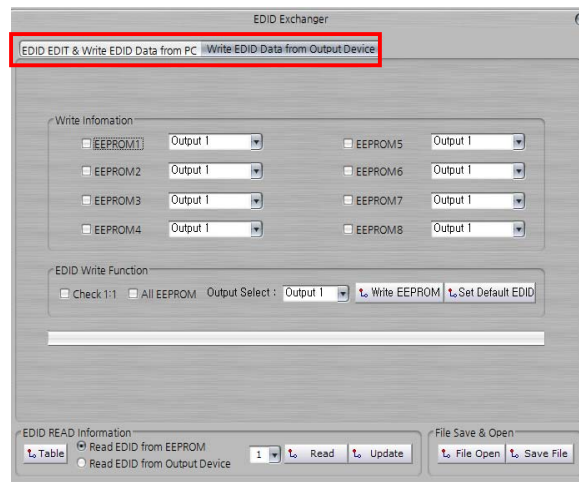 EDID Exchanger
EDID EDIT & Write EDID Data from PC Write EDID Data from Output Device
Write Infomation
EEPROM1 Output 1 EEPROM5 Output 1
EEPROM2 Output 1 EEPROM6 Output 1
EEPROM3 Output 1 EEPROM7 Output 1
EEPROM4 Output 1 EEPROM8 Output 1
EDID Write Function
Check 1:1 All EEPROM Output Select : Output 1 Write EEPROM Set Default EDID
EDID READ Information File Save & Open
Read EDID from EEPROM
Table 1 Read Update File Open Save File
Read EDID from Output Device